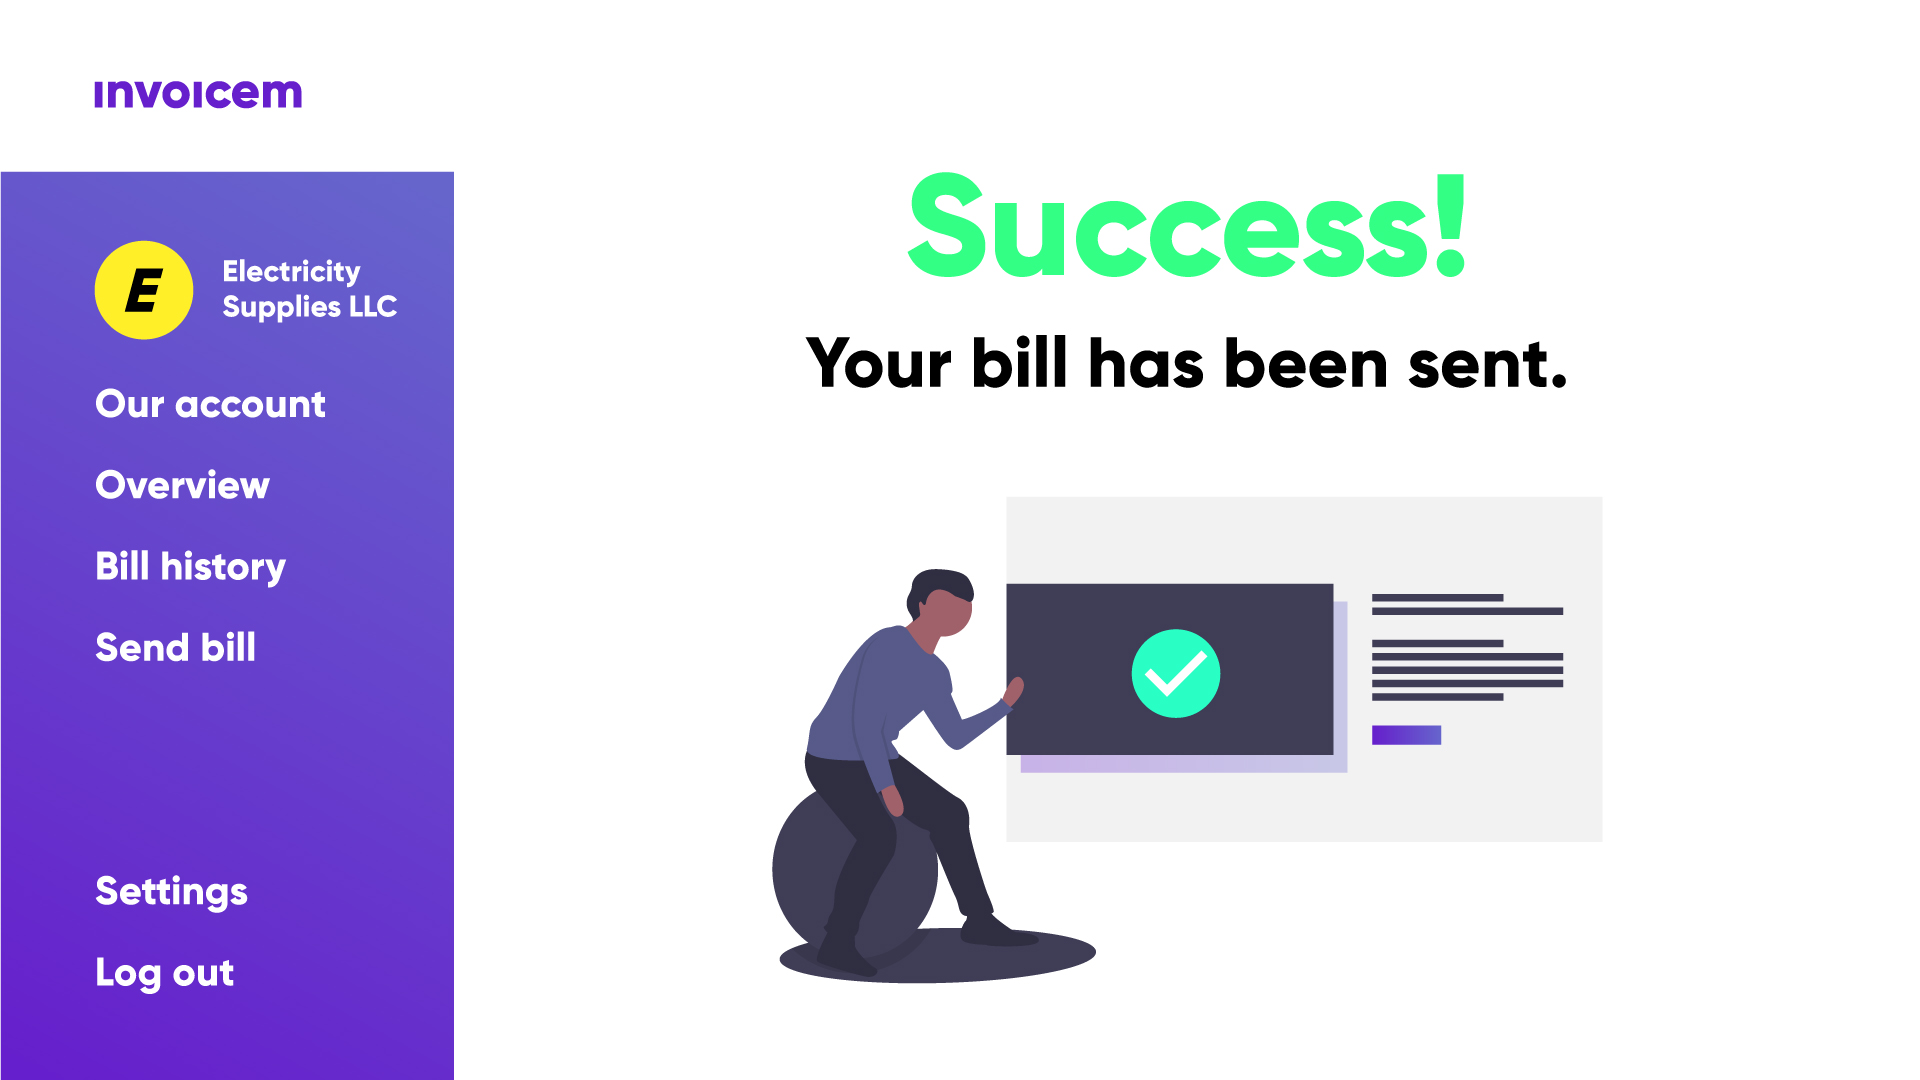 invoicem
Electricity
Supplies LLC
E
Our account
Overview
Bill history
Send bill
Settings
Log out
Success!
Your bill has been sent.